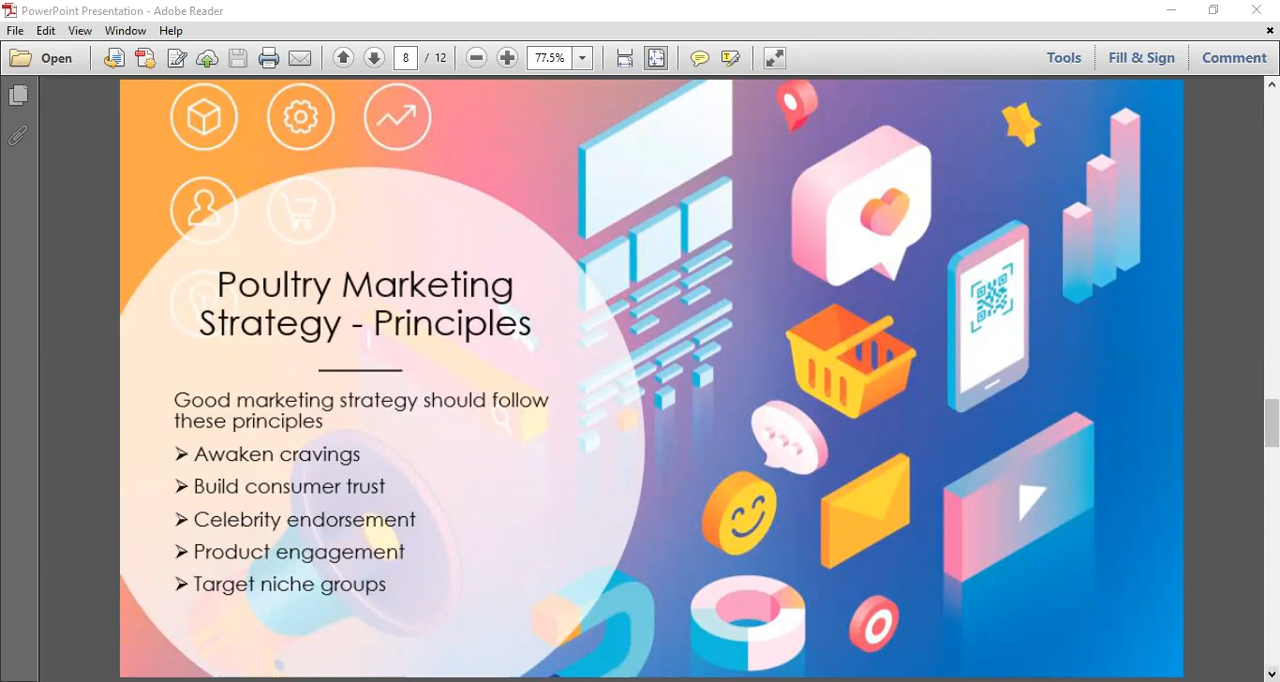 PowerPoint Presentation - Adobe Reader
File Edit View Window Help
Open 8 / 12 77.5% Tools Fill & Sign Comment
Poultry Marketing
Strategy - Principles
Good marketing strategy should follow
these principles
➢ Awaken cravings
➢ Build consumer trust
➢ Celebrity endorsement
➢ Product engagement
➢ Target niche groups